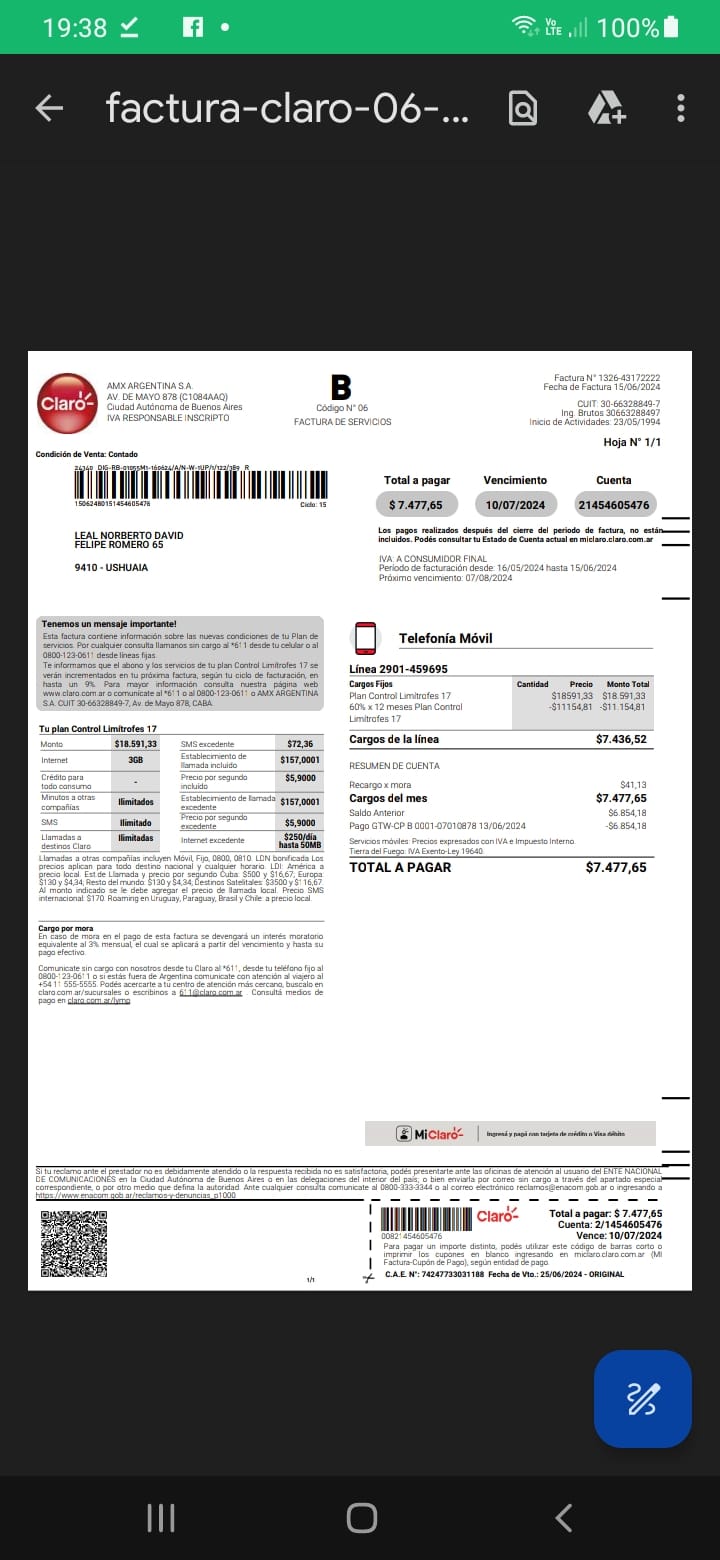 19:38
Vo LTE
100%
factura-claro-06-...
Claro
AMX ARGENTINA S.A.
AV. DE MAYO 878 (C1084AAQ)
Ciudad Autónoma de Buenos Aires
IVA RESPONSABLE INSCRIPTO
B
Código N° 06
FACTURA DE SERVICIOS
Factura N° 1326-43172222
Fecha de Factura 15/06/2024
CUIT: 30-66328849-7
Ing. Brutos 30663288497
Inicio de Actividades: 23/05/1994
Hoja N° 1/1
Condición de Venta: Contado
24340 DIG-RB-01055M1-160624/A/N-W-1UP/1/122/389 R
15062480151454605476
Ciclo: 15
LEAL NORBERTO DAVID
FELIPE ROMERO 65
9410 - USHUAIA
Total a pagar Vencimiento Cuenta
$ 7.477,65 10/07/2024 21454605476
Los pagos realizados después del cierre del periodo de factura, no están
incluidos. Podés consultar tu Estado de Cuenta actual en miclaro.claro.com.ar
IVA: A CONSUMIDOR FINAL
Período de facturación desde: 16/05/2024 hasta 15/06/2024
Próximo vencimiento: 07/08/2024
Tenemos un mensaje importante!
Esta factura contiene información sobre las nuevas condiciones de tu Plan de
servicios. Por cualquier consulta llamanos sin cargo al *611 desde tu celular o al
0800-123-0611 desde líneas fijas.
Te informamos que el abono y los servicios de tu plan Control Limítrofes 17 se
verán incrementados en tu próxima factura, según tu ciclo de facturación, en
hasta un 9%. Para mayor información consulta nuestra página web
www.claro.com.ar o comunicate al *611 o al 0800-123-0611 o AMX ARGENTINA
S.A. CUIT 30-66328849-7, Av. de Mayo 878, CABA.
Tu plan Control Limítrofes 17
Monto $18.591,33 SMS excedente $72,36
Internet 3GB Establecimiento de llamada incluido $157,0001
Crédito para todo consumo - Precio por segundo incluido $5,9000
Minutos a otras compañías Ilimitados Establecimiento de llamada excedente $157,0001
SMS Ilimitado Precio por segundo excedente $5,9000
Llamadas a destinos Claro Ilimitadas Internet excedente $250/día hasta 50MB
Llamadas a otras compañías incluyen Móvil, Fijo, 0800, 0810. LDN bonificada Los
precios aplican para todo destino nacional y cualquier horario. LDI: América a
precio local. Est.de Llamada y precio por segundo Cuba: $500 y $16,67; Europa:
$130 y $4,34; Resto del mundo: $130 y $4,34; Destinos Satelitales: $3500 y $116,67.
Al monto indicado se le debe agregar el precio de llamada local. Precio SMS
internacional: $170. Roaming en Uruguay, Paraguay, Brasil y Chile: a precio local.
Cargo por mora
En caso de mora en el pago de esta factura se devengará un interés moratorio
equivalente al 3% mensual, el cual se aplicará a partir del vencimiento y hasta su
pago efectivo.
Comunicate sin cargo con nosotros desde tu Claro al *611, desde tu teléfono fijo al
0800-123-0611 o si estás fuera de Argentina comunicate con atención al viajero al
+54 11 555-5555. Podés acercarte a tu centro de atención más cercano, buscalo en
claro.com.ar/sucursales o escribinos a 611@claro.com.ar . Consultá medios de
pago en claro.com.ar/lymp
Telefonía Móvil
Línea 2901-459695
Cargos Fijos Cantidad Precio Monto Total
Plan Control Limítrofes 17 $18591,33 $18.591,33
60% x 12 meses Plan Control -$11154,81 -$11.154,81
Limítrofes 17
Cargos de la línea $7.436,52
RESUMEN DE CUENTA
Recargo x mora $41,13
Cargos del mes $7.477,65
Saldo Anterior $6.854,18
Pago GTW-CP B 0001-07010878 13/06/2024 -$6.854,18
Servicios móviles: Precios expresados con IVA e Impuesto Interno.
Tierra del Fuego: IVA Exento-Ley 19640.
TOTAL A PAGAR $7.477,65
MiClaro
Ingresá y pagá con tarjeta de crédito o Visa débito
Si tu reclamo ante el prestador no es debidamente atendido o la respuesta recibida no es satisfactoria, podés presentarte ante las oficinas de atención al usuario del ENTE NACIONAL
DE COMUNICACIONES en la Ciudad Autónoma de Buenos Aires o en las delegaciones del interior del país; o bien enviarla por correo sin cargo a través del apartado especial
correspondiente, o por otro medio que defina la autoridad. Ante cualquier consulta comunicate al 0800-333-3344 o al correo electrónico reclamos@enacom.gob.ar o ingresando a
https://www.enacom.gob.ar/reclamos-y-denuncias_p1000
Claro
00821454605476
Total a pagar: $ 7.477,65
Cuenta: 2/1454605476
Vence: 10/07/2024
Para pagar un importe distinto, podés utilizar este código de barras corto o
imprimir los cupones en blanco ingresando en miclaro.claro.com.ar (MI
Factura-Cupón de Pago), según entidad de pago.
C.A.E. N°: 74247733031188 Fecha de Vto.: 25/06/2024 - ORIGINAL
1/1